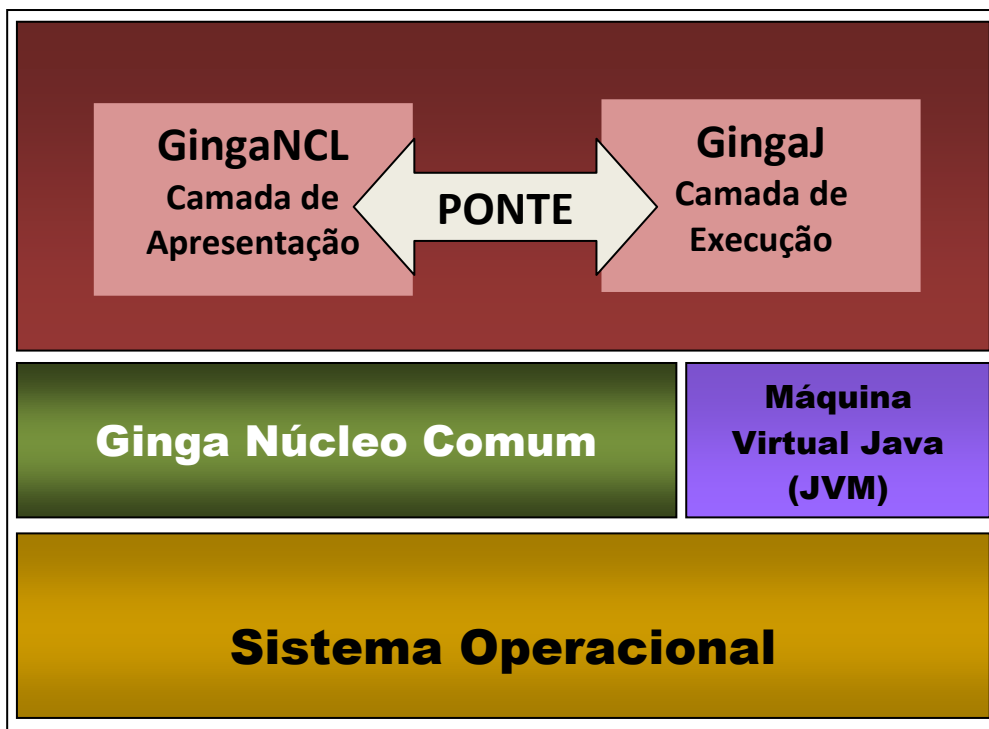 GingaNCL
Camada de
Apresentação
PONTE
GingaJ
Camada de
Execução
Ginga Núcleo Comum
Máquina
Virtual Java
(JVM)
Sistema Operacional